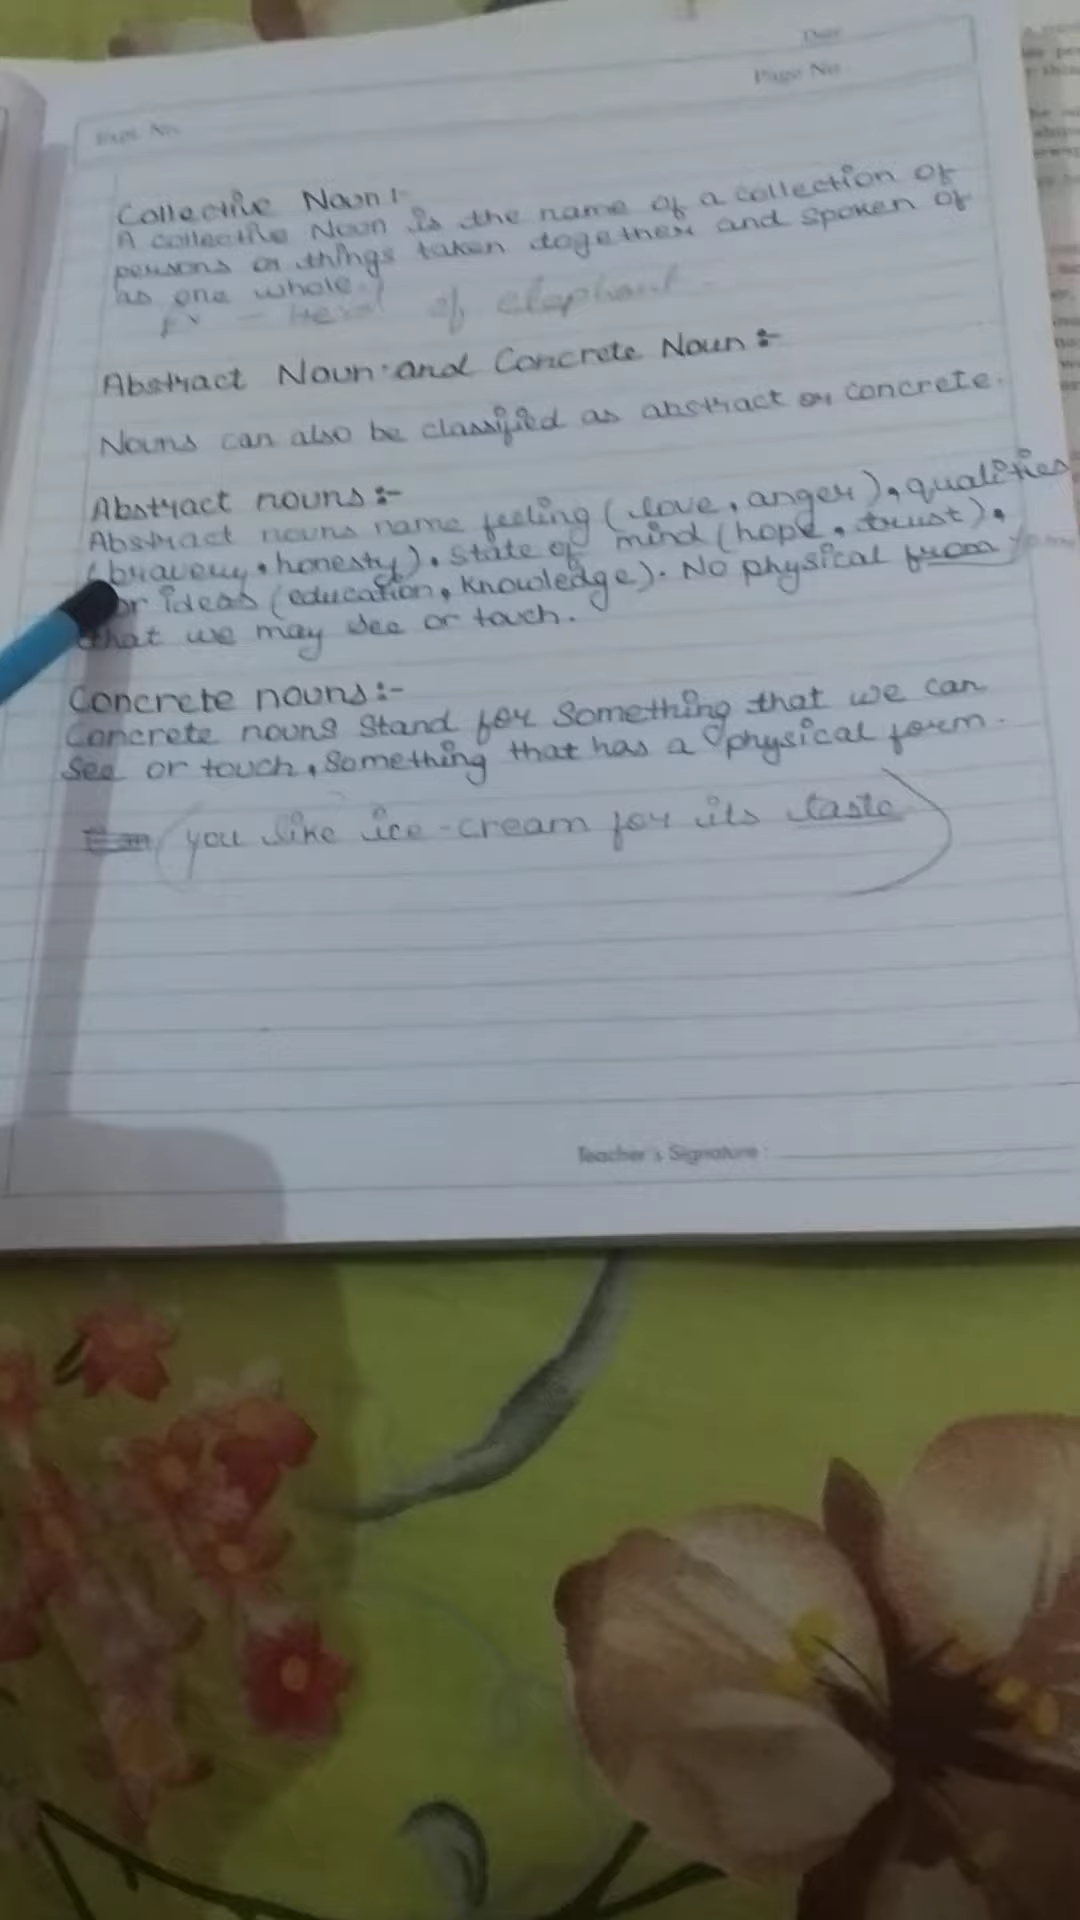 Date
Page No
Expt. No.
Collective Noun :-
A collective Noun is the name of a collection of
persons or things taken together and spoken of
as one whole.
Ex - Herd of elephant.
Abstract Noun and Concrete Noun :-
Nouns can also be classified as abstract or concrete.
Abstract nouns :-
Abstract nouns name feeling (love, anger), qualities
(bravery, honesty), state of mind (hope, trust),
or ideas (education, knowledge). No physical from
that we may see or touch.
Concrete nouns :-
Concrete nouns stand for something that we can
see or touch, something that has a physical form.
(you like ice-cream for its taste)
Teacher's Signature :